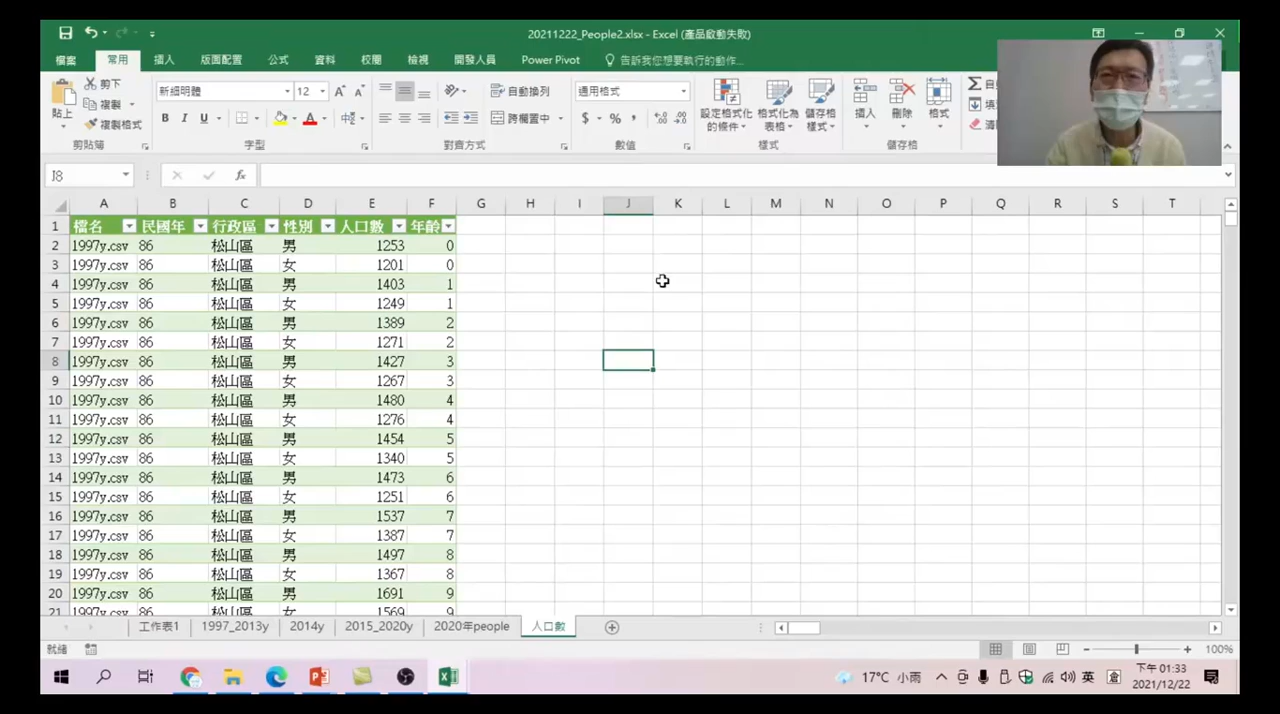 20211222_People2.xlsx - Excel (產品啟動失敗)
檔案 常用 插入 版面配置 公式 資料 校閱 檢視 開發人員 Power Pivot 告訴我您想要執行的動作...
貼上 剪下 複製 複製格式 剪貼簿
新細明體 12 B I U A A A 中 字型
自動換列 跨欄置中 對齊方式
通用格式 $ % , 數值
設定格式化的條件 格式化為表格 儲存格樣式 樣式
插入 刪除 格式 儲存格
Σ
J8 fx
A B C D E F G H I J K L M N O P Q R S T
1 檔名 民國年 行政區 性別 人口數 年齡
2 1997y.csv 86 松山區 男 1253 0
3 1997y.csv 86 松山區 女 1201 0
4 1997y.csv 86 松山區 男 1403 1
5 1997y.csv 86 松山區 女 1249 1
6 1997y.csv 86 松山區 男 1389 2
7 1997y.csv 86 松山區 女 1271 2
8 1997y.csv 86 松山區 男 1427 3
9 1997y.csv 86 松山區 女 1267 3
10 1997y.csv 86 松山區 男 1480 4
11 1997y.csv 86 松山區 女 1276 4
12 1997y.csv 86 松山區 男 1454 5
13 1997y.csv 86 松山區 女 1340 5
14 1997y.csv 86 松山區 男 1473 6
15 1997y.csv 86 松山區 女 1251 6
16 1997y.csv 86 松山區 男 1537 7
17 1997y.csv 86 松山區 女 1387 7
18 1997y.csv 86 松山區 男 1497 8
19 1997y.csv 86 松山區 女 1367 8
20 1997y.csv 86 松山區 男 1691 9
21 1997y.csv 86 松山區 女 1569 9
工作表1 1997_2013y 2014y 2015_2020y 2020年people 人口數
就緒 100%
17°C 小雨 英 倉 下午 01:33
2021/12/22